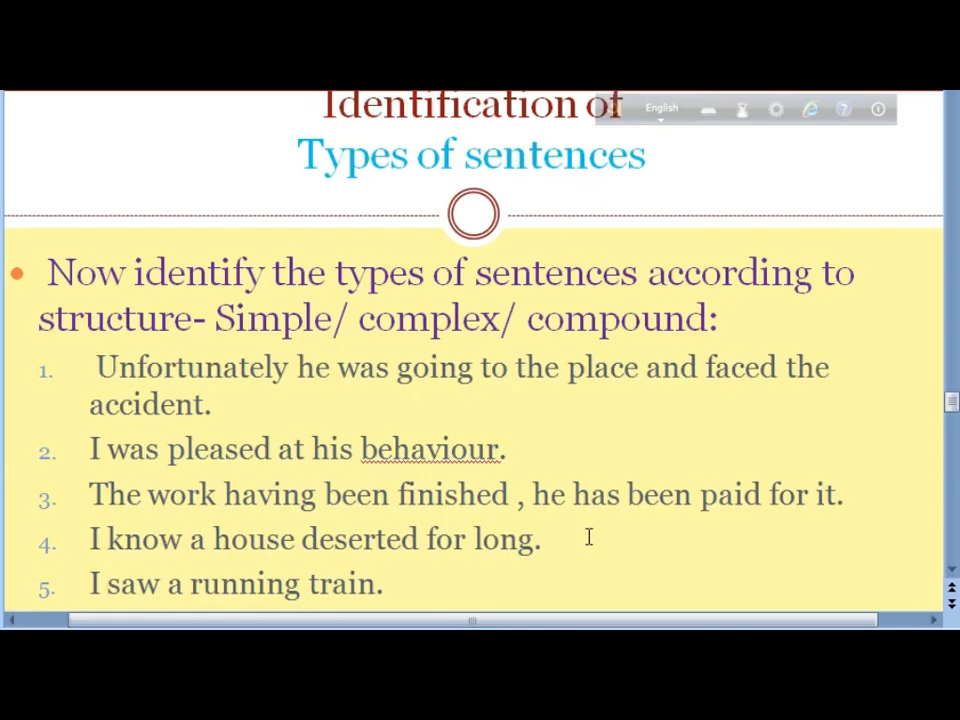 Identification of
English
Types of sentences
Now identify the types of sentences according to
structure- Simple/ complex/ compound:
1. Unfortunately he was going to the place and faced the
accident.
2. I was pleased at his behaviour.
3. The work having been finished , he has been paid for it.
4. I know a house deserted for long.
5. I saw a running train.